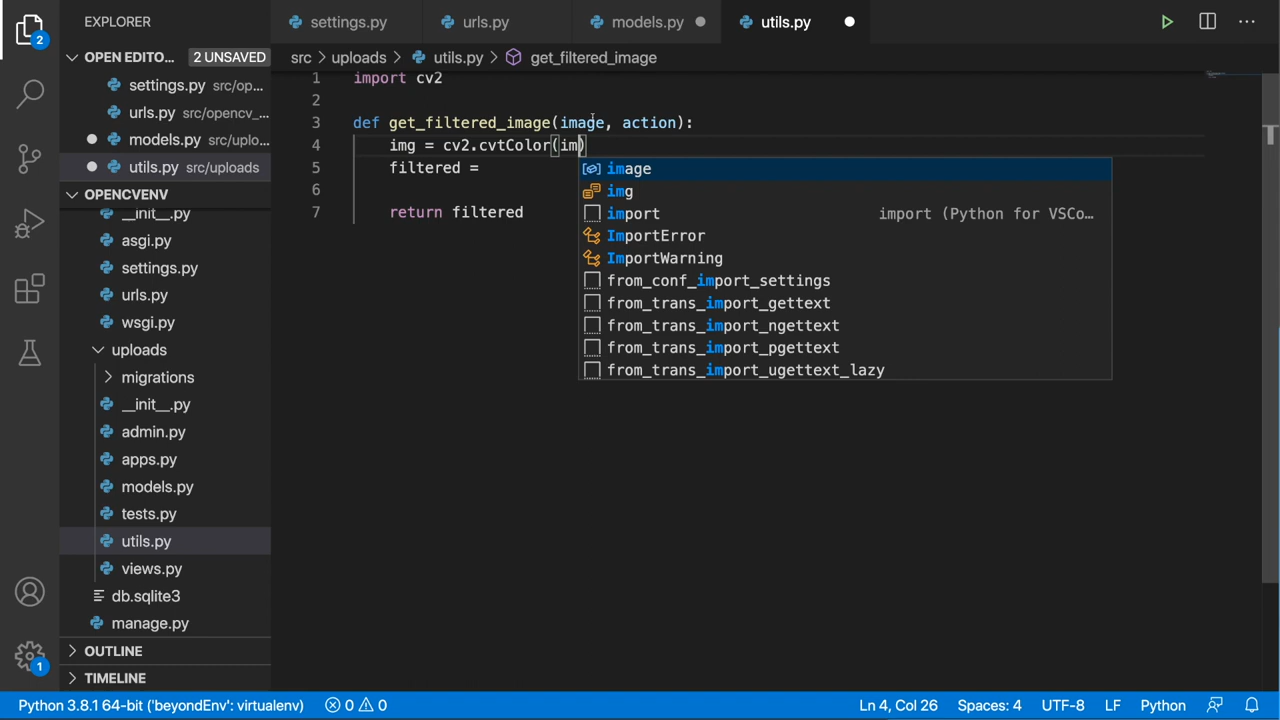 EXPLORER
settings.py
urls.py
models.py
utils.py
2
OPEN EDITO...
2 UNSAVED
src > uploads > utils.py > get_filtered_image
settings.py src/op...
urls.py src/opencv_...
models.py src/uplo...
utils.py src/uploads
OPENCVENV
__init__.py
asgi.py
settings.py
urls.py
wsgi.py
uploads
migrations
__init__.py
admin.py
apps.py
models.py
tests.py
utils.py
views.py
db.sqlite3
manage.py
OUTLINE
TIMELINE
1
1 import cv2
2
3 def get_filtered_image(image, action):
4 img = cv2.cvtColor(im)
5 filtered =
6
7 return filtered
image
img
import import (Python for VSCo...
ImportError
ImportWarning
from_conf_import_settings
from_trans_import_gettext
from_trans_import_ngettext
from_trans_import_pgettext
from_trans_import_ugettext_lazy
Python 3.8.1 64-bit ('beyondEnv': virtualenv) 0 0 Ln 4, Col 26 Spaces: 4 UTF-8 LF Python